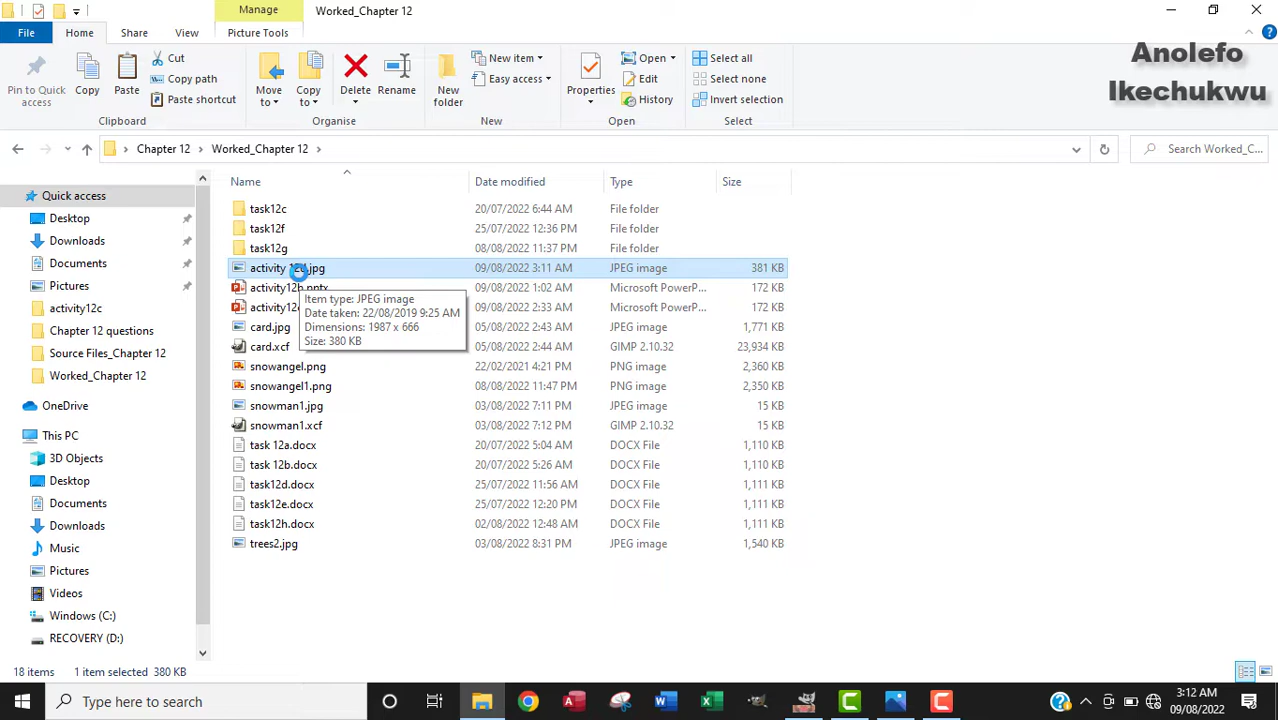 Manage
Worked_Chapter 12
File
Home
Share
View
Picture Tools
Anolefo
Ikechukwu
Pin to Quick
access
Copy
Paste
Cut
Copy path
Paste shortcut
Clipboard
Move
to
Copy
to
Delete
Rename
Organise
New
folder
New item
Easy access
New
Properties
Open
Edit
History
Open
Select all
Select none
Invert selection
Select
Chapter 12
Worked_Chapter 12
Search Worked_C...
Name
Date modified
Type
Size
Quick access
Desktop
Downloads
Documents
Pictures
activity12c
Chapter 12 questions
Source Files_Chapter 12
Worked_Chapter 12
OneDrive
This PC
3D Objects
Desktop
Documents
Downloads
Music
Pictures
Videos
Windows (C:)
RECOVERY (D:)
task12c 20/07/2022 6:44 AM File folder
task12f 25/07/2022 12:36 PM File folder
task12g 08/08/2022 11:37 PM File folder
activity .jpg 09/08/2022 3:11 AM JPEG image 381 KB
activity12b.pptx 09/08/2022 1:02 AM Microsoft PowerP... 172 KB
activity12 09/08/2022 2:33 AM Microsoft PowerP... 172 KB
card.jpg 05/08/2022 2:43 AM JPEG image 1,771 KB
card.xcf 05/08/2022 2:44 AM GIMP 2.10.32 23,934 KB
snowangel.png 22/02/2021 4:21 PM PNG image 2,360 KB
snowangel1.png 08/08/2022 11:47 PM PNG image 2,350 KB
snowman1.jpg 03/08/2022 7:11 PM JPEG image 15 KB
snowman1.xcf 03/08/2022 7:12 PM GIMP 2.10.32 15 KB
task 12a.docx 20/07/2022 5:04 AM DOCX File 1,110 KB
task 12b.docx 20/07/2022 5:26 AM DOCX File 1,110 KB
task12d.docx 25/07/2022 11:56 AM DOCX File 1,111 KB
task12e.docx 25/07/2022 12:20 PM DOCX File 1,111 KB
task12h.docx 02/08/2022 12:48 AM DOCX File 1,111 KB
trees2.jpg 03/08/2022 8:31 PM JPEG image 1,540 KB
Item type: JPEG image
Date taken: 22/08/2019 9:25 AM
Dimensions: 1987 x 666
Size: 380 KB
18 items
1 item selected 380 KB
Type here to search
3:12 AM
09/08/2022